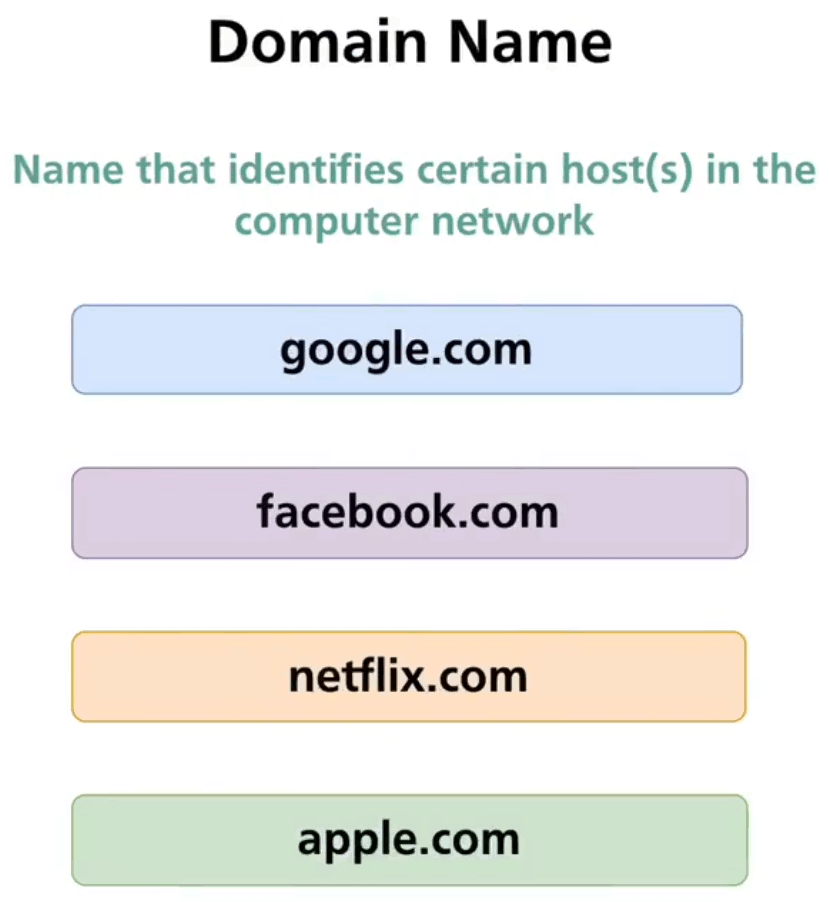 Domain Name
Name that identifies certain host(s) in the
computer network
google.com
facebook.com
netflix.com
apple.com